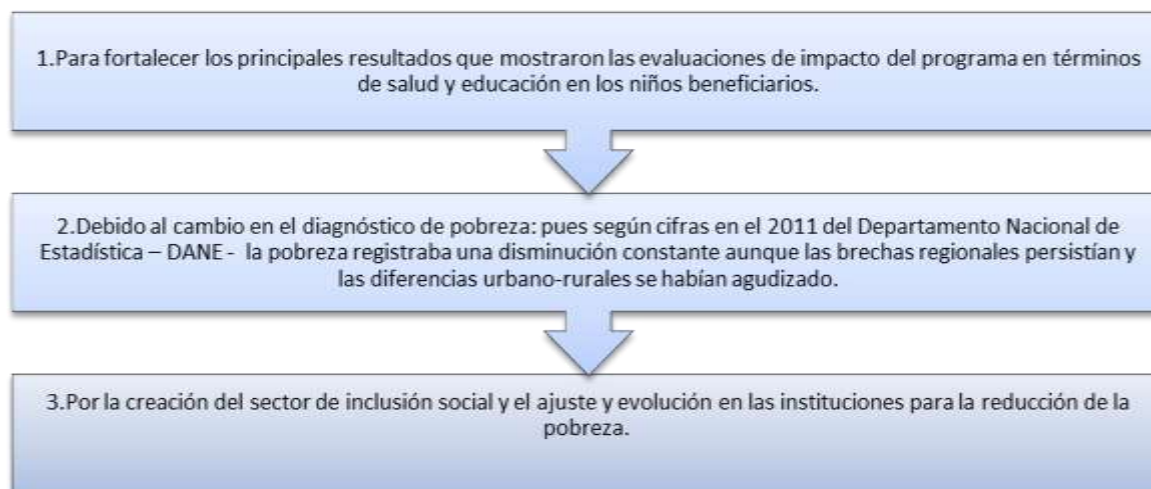 1.Para fortalecer los principales resultados que mostraron las evaluaciones de impacto del programa en términos
de salud y educación en los niños beneficiarios.
2.Debido al cambio en el diagnóstico de pobreza: pues según cifras en el 2011 del Departamento Nacional de
Estadística – DANE - la pobreza registraba una disminución constante aunque las brechas regionales persistían y
las diferencias urbano-rurales se habían agudizado.
3.Por la creación del sector de inclusión social y el ajuste y evolución en las instituciones para la reducción de la
pobreza.